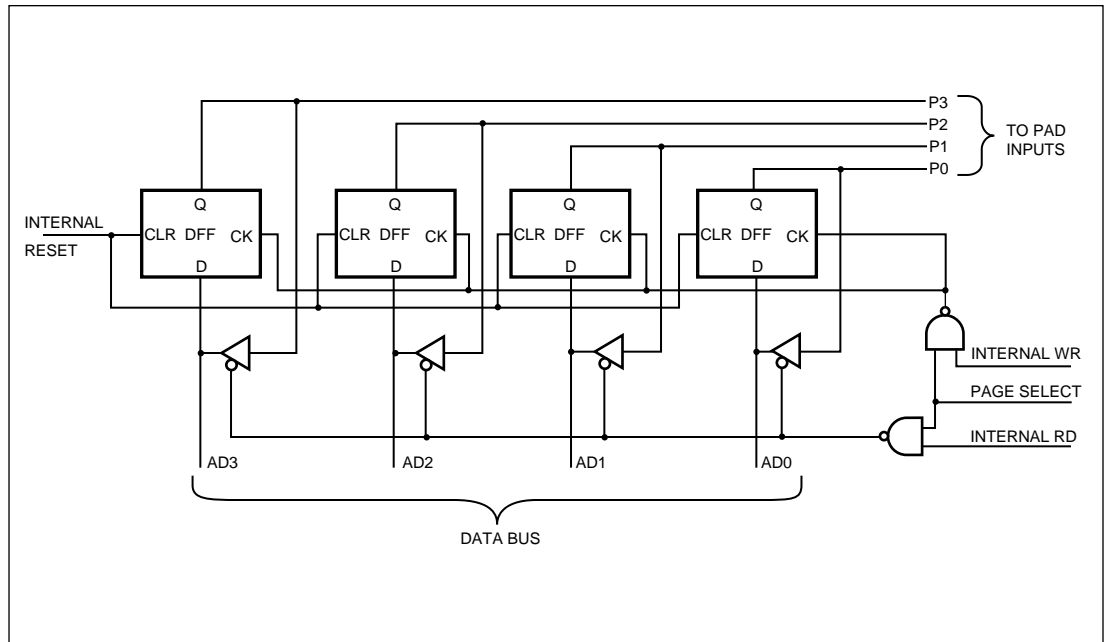 P3
P2
P1
P0
TO PAD
INPUTS
INTERNAL
RESET
Q
CLR DFF CK
D
Q
CLR DFF CK
D
Q
CLR DFF CK
D
Q
CLR DFF CK
D
INTERNAL WR
PAGE SELECT
INTERNAL RD
AD3
AD2
AD1
AD0
DATA BUS